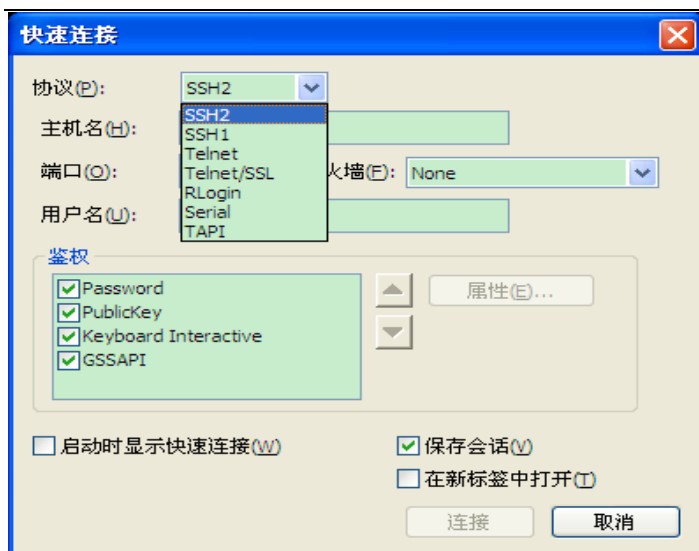 快速连接
协议(P): SSH2
SSH2
主机名(H):
SSH1
Telnet
端口(O): Telnet/SSL 火墙(F): None
RLogin
用户名(U): Serial
TAPI
鉴权
Password
PublicKey 属性(E)...
Keyboard Interactive
GSSAPI
启动时显示快速连接(W) 保存会话(V)
在新标签中打开(T)
连接 取消